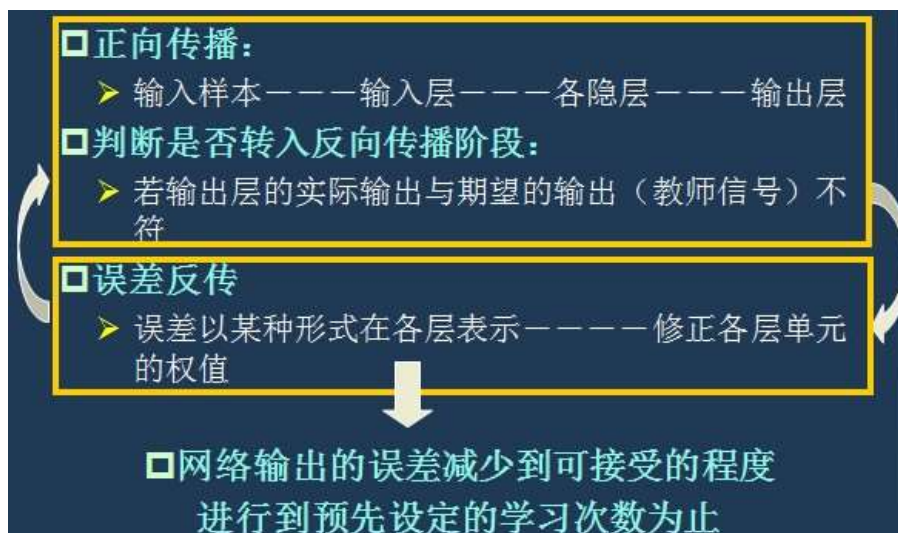 正向传播：
输入样本－－－输入层－－－各隐层－－－输出层
判断是否转入反向传播阶段：
若输出层的实际输出与期望的输出（教师信号）不
符
误差反传
误差以某种形式在各层表示－－－－修正各层单元
的权值
网络输出的误差减少到可接受的程度
进行到预先设定的学习次数为止